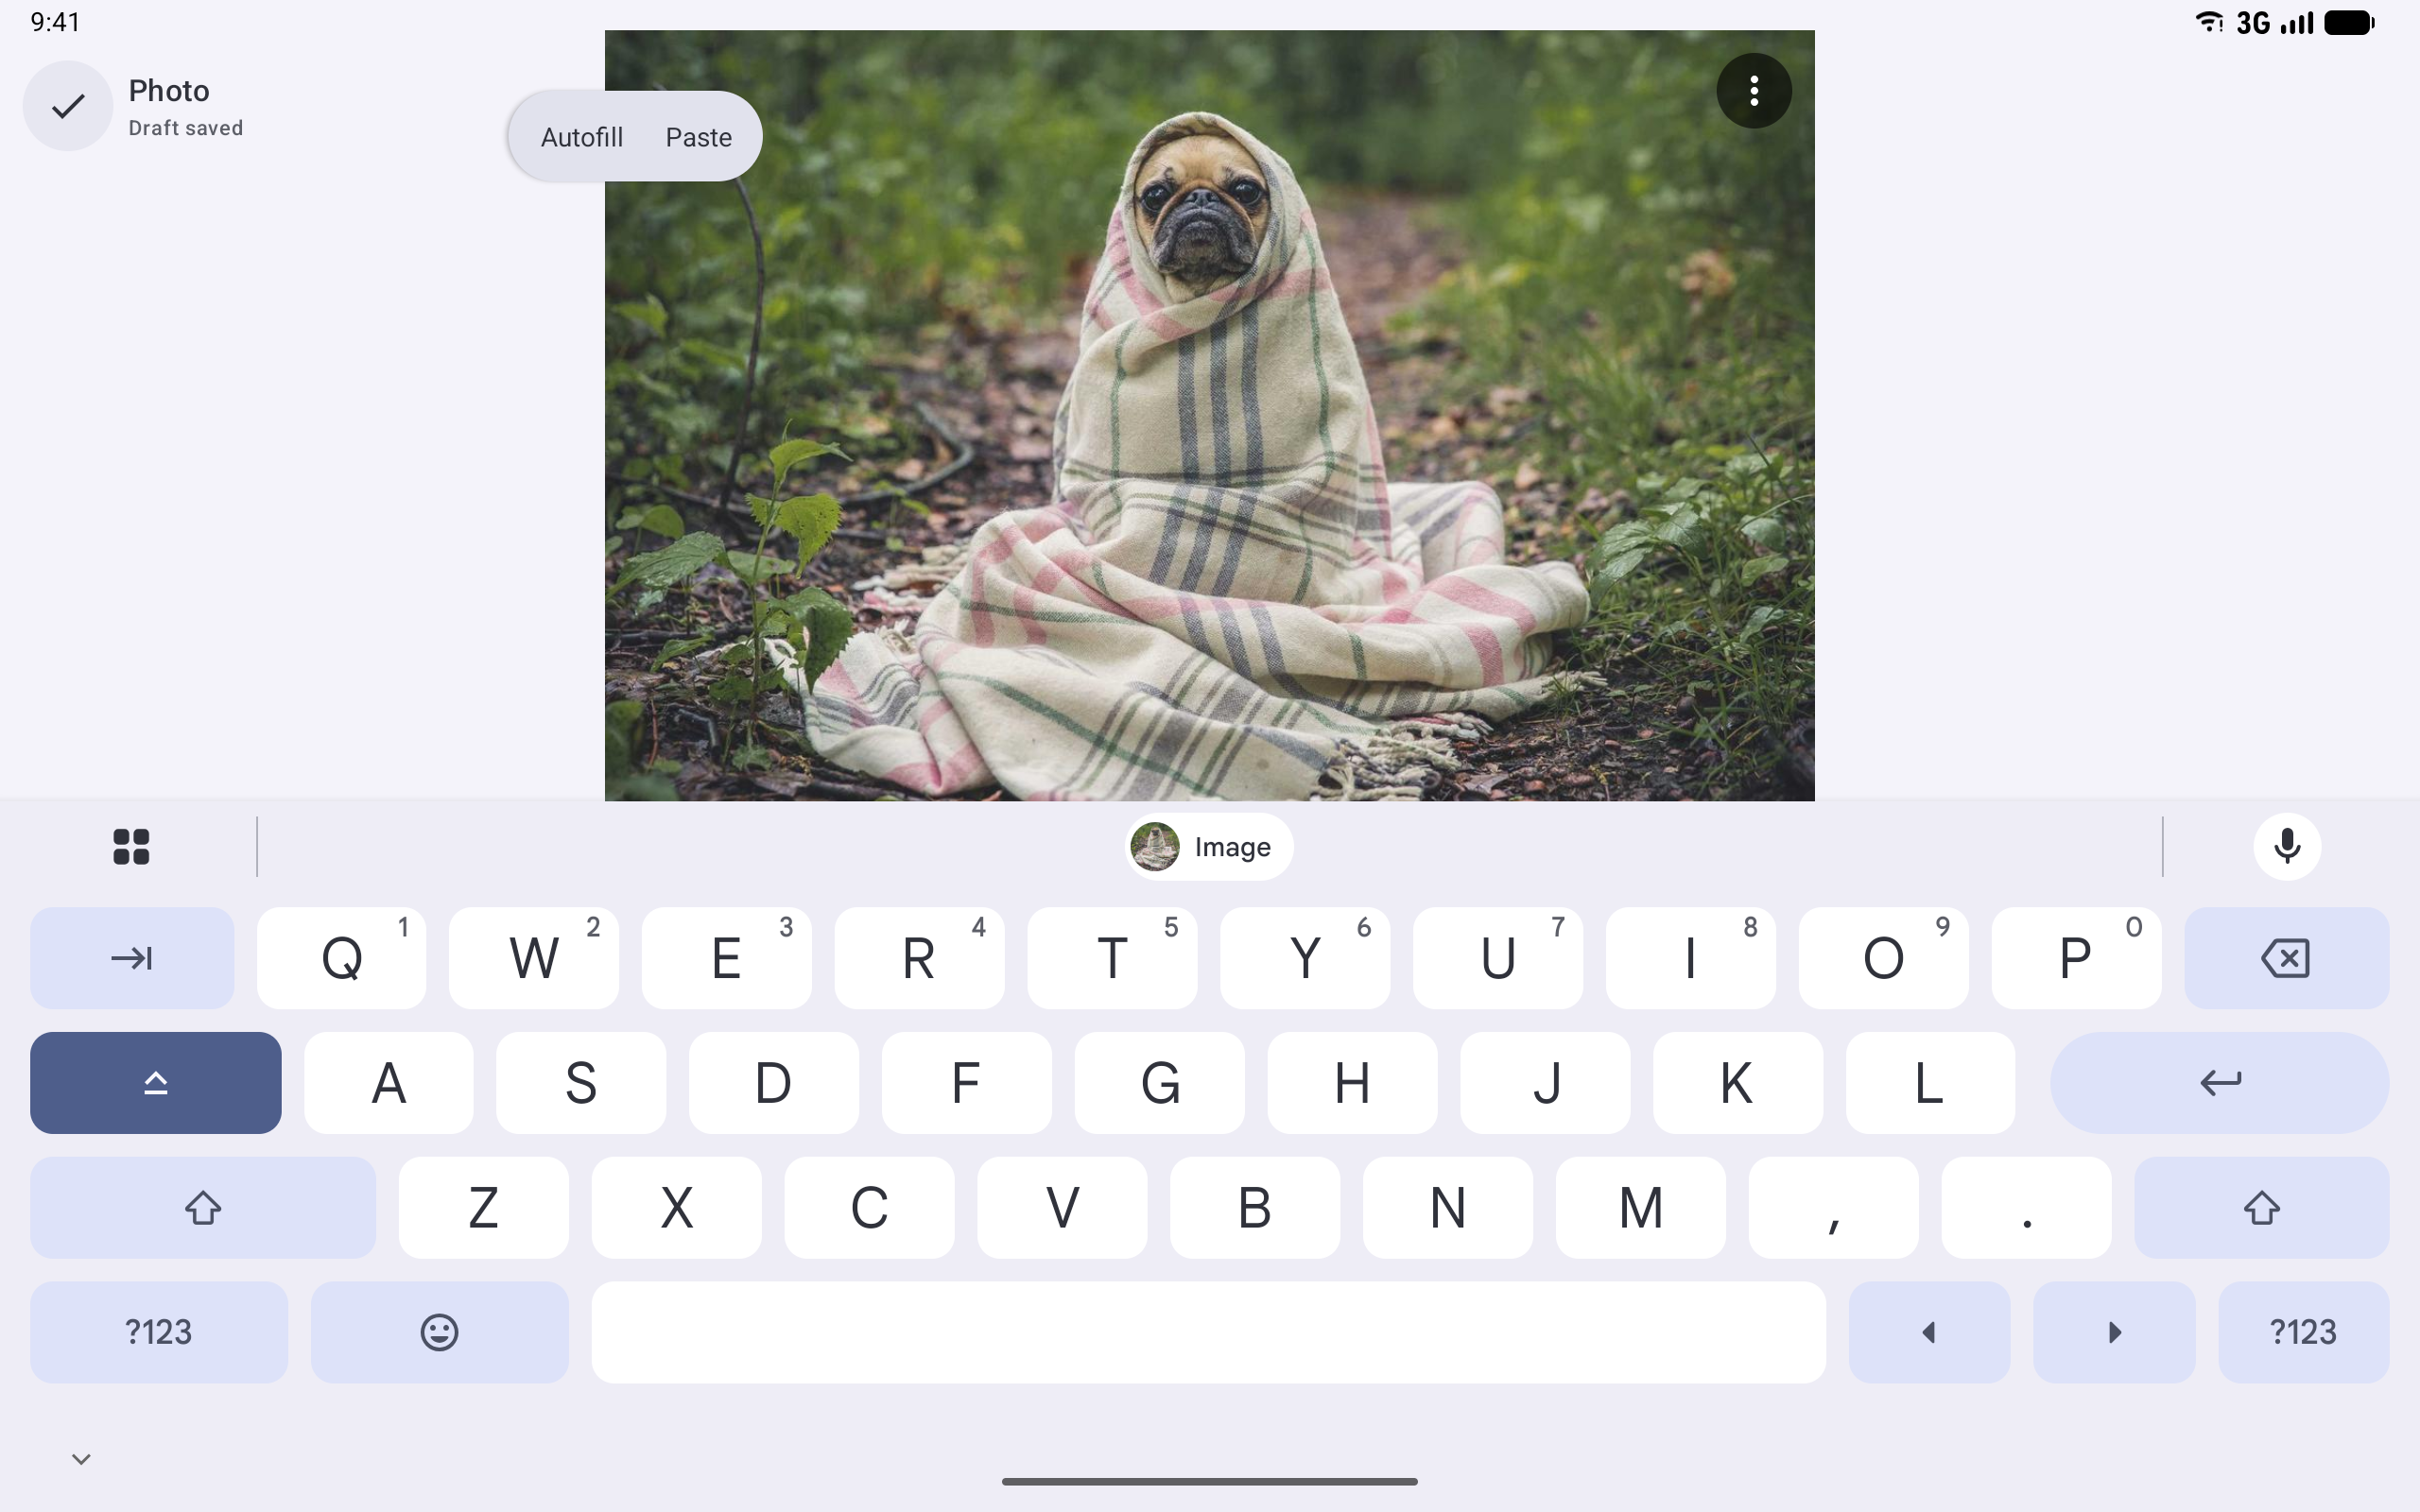 9:41
3G
Photo
Draft saved
Autofill Paste
Image
Q 1 W 2 E 3 R 4 T 5 Y 6 U 7 I 8 O 9 P 0
A S D F G H J K L
Z X C V B N M , .
?123 ?123